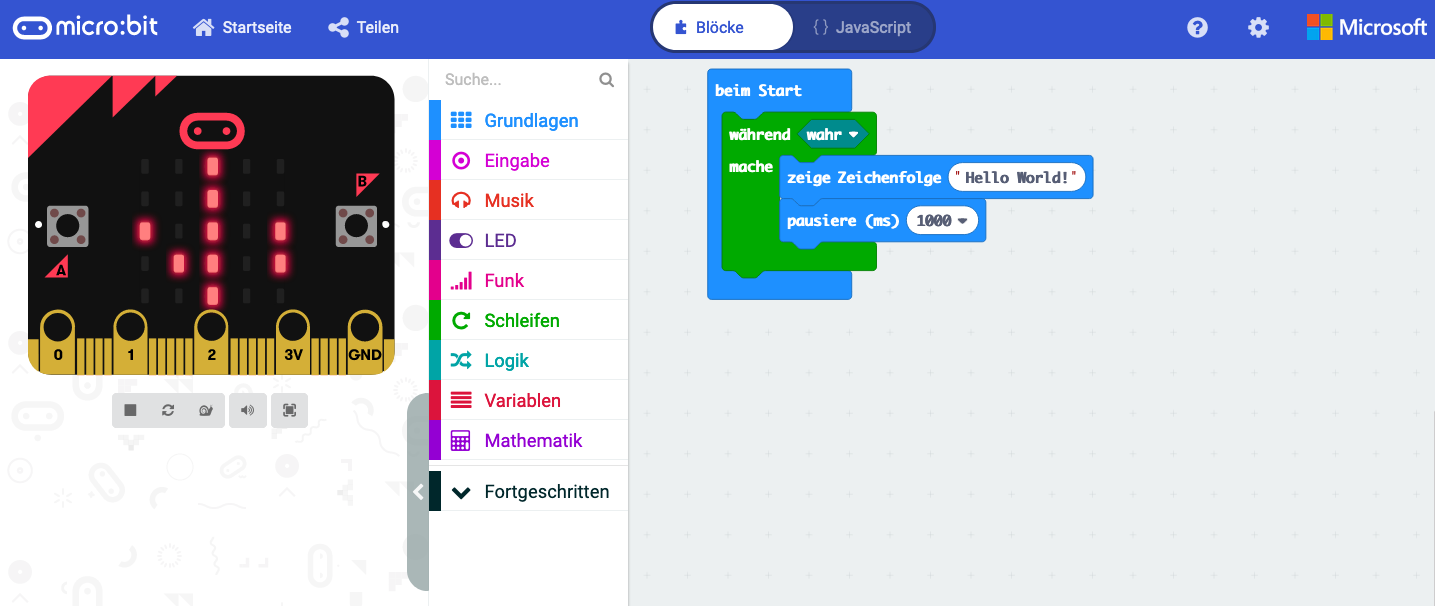 micro:bit
Startseite
Teilen
Blöcke
{ } JavaScript
?
Microsoft
B
A
0 1 2 3V GND
Suche...
Grundlagen
Eingabe
Musik
LED
Funk
Schleifen
Logik
Variablen
Mathematik
Fortgeschritten
beim Start
während wahr
mache
zeige Zeichenfolge "Hello World!"
pausiere (ms) 1000